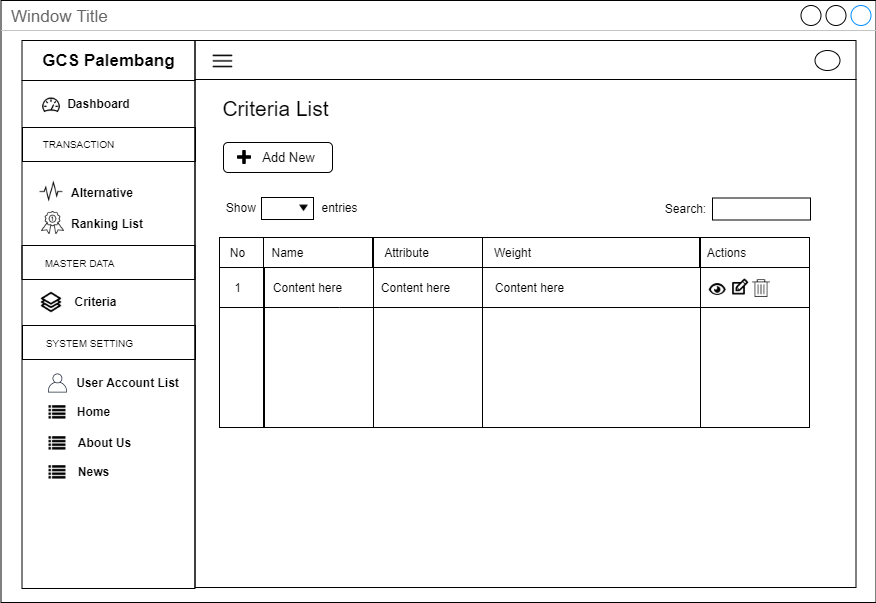 Window Title
GCS Palembang
Dashboard
TRANSACTION
Alternative
Ranking List
MASTER DATA
Criteria
SYSTEM SETTING
User Account List
Home
About Us
News
Criteria List
Add New
Show entries
Search:
No Name Attribute Weight Actions
1 Content here Content here Content here